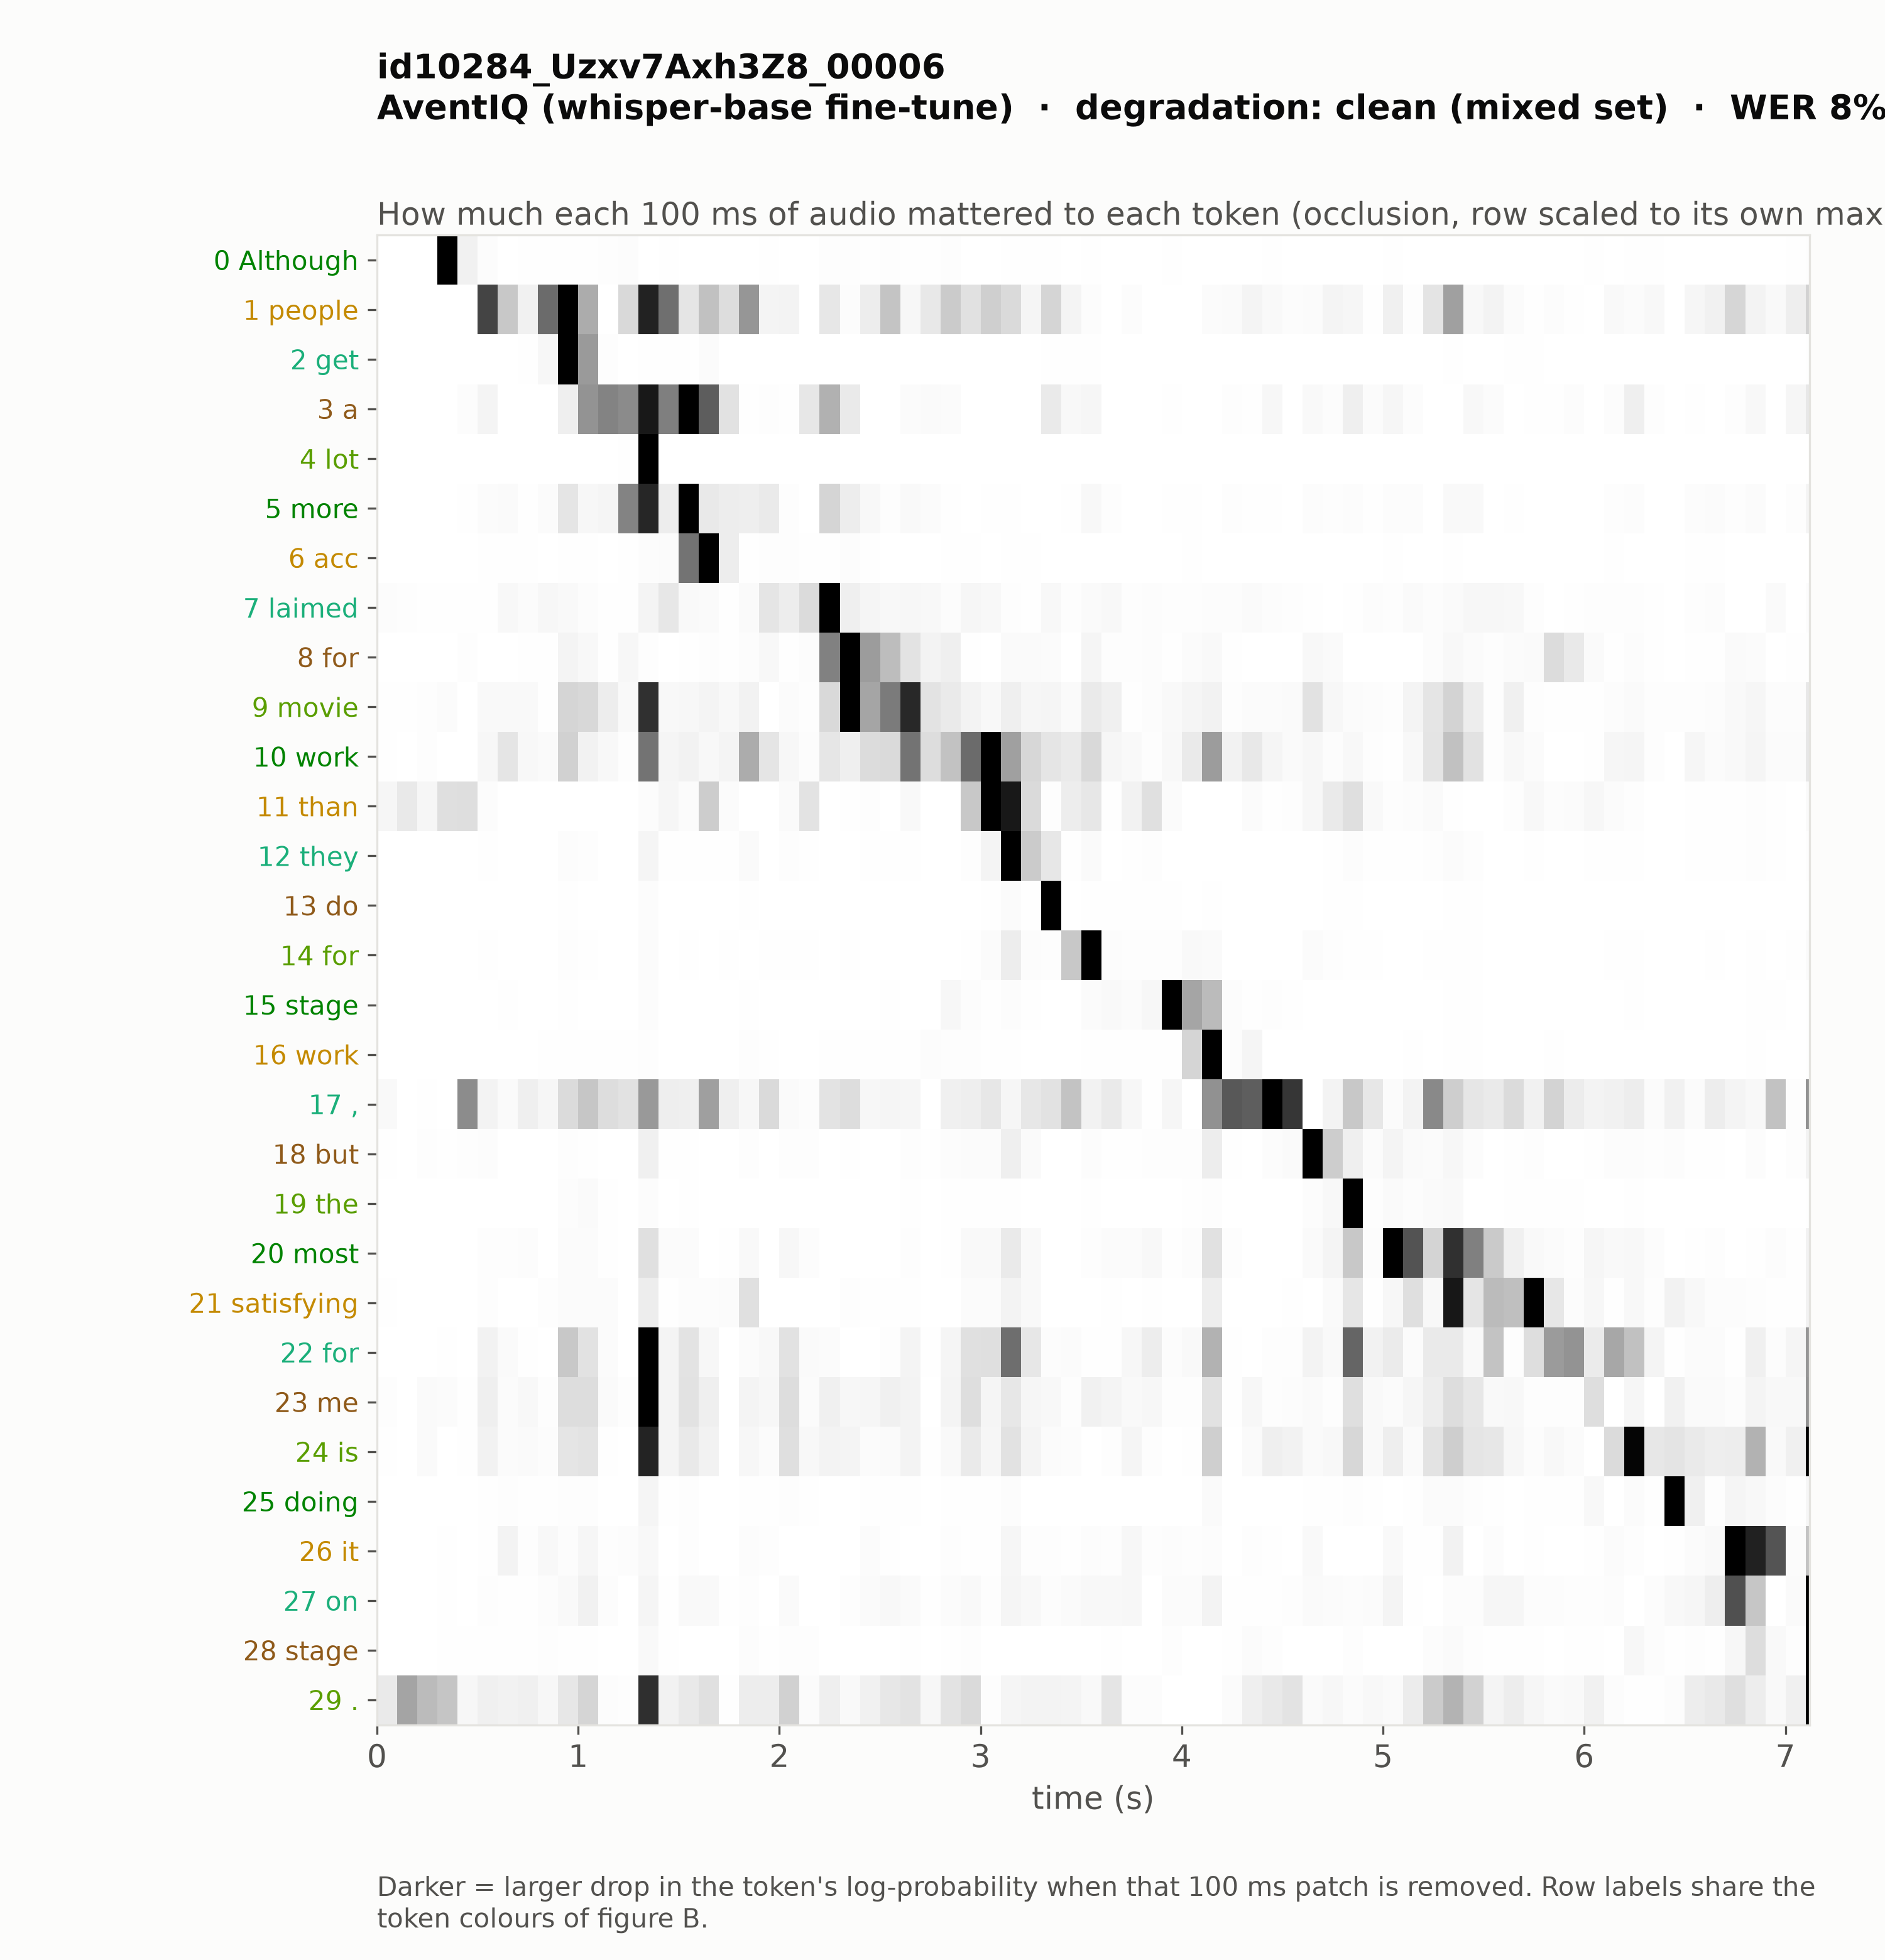 id10284_Uzxv7Axh3Z8_00006
AventIQ (whisper-base fine-tune) · degradation: clean (mixed set) · WER 8%
How much each 100 ms of audio mattered to each token (occlusion, row scaled to its own max
0 Although
1 people
2 get
3 a
4 lot
5 more
6 acc
7 laimed
8 for
9 movie
10 work
11 than
12 they
13 do
14 for
15 stage
16 work
17 ,
18 but
19 the
20 most
21 satisfying
22 for
23 me
24 is
25 doing
26 it
27 on
28 stage
29 .
0 1 2 3 4 5 6 7
time (s)
Darker = larger drop in the token's log-probability when that 100 ms patch is removed. Row labels share the
token colours of figure B.